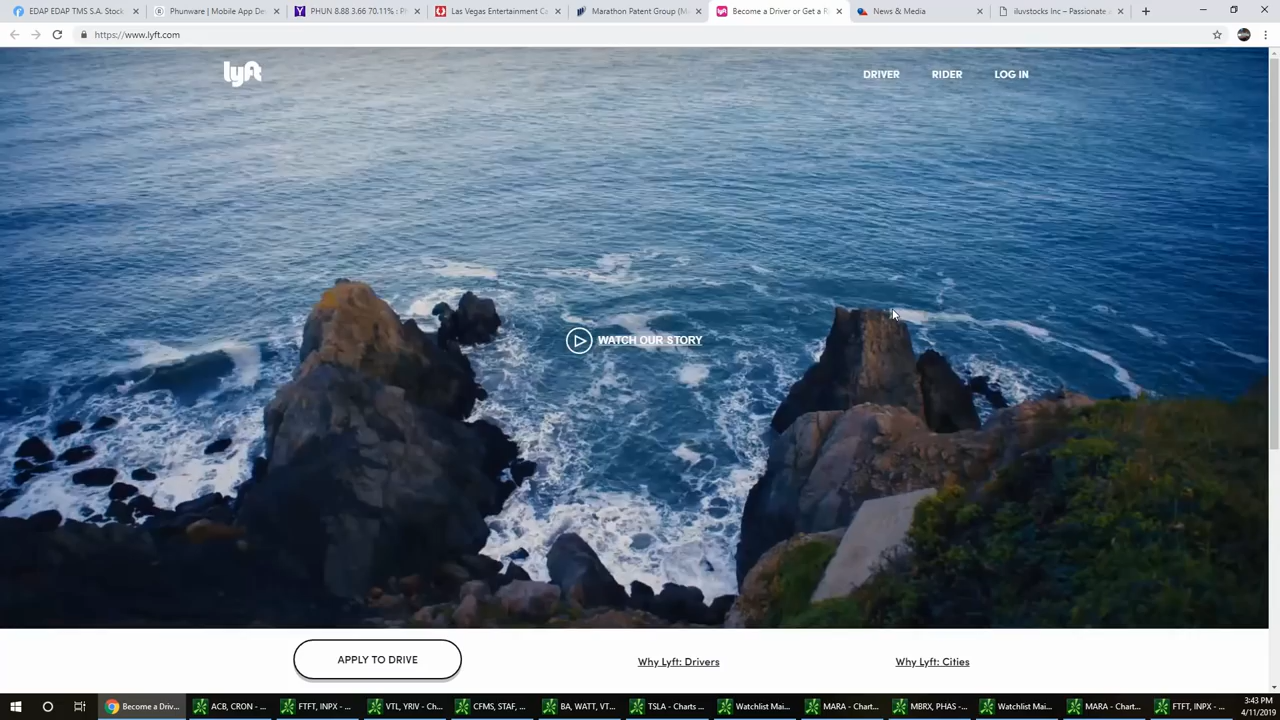 EDAP EDAP TMS S.A. Stock
Phunware | Mobile App De
PHUN 8.88 3.66 70.11% :
Las Vegas Entertainment C
Marathon Patent Group (M
Become a Driver or Get a R
News & Media
iluvstocks Inc – Passionate
https://www.lyft.com
lyft
DRIVER
RIDER
LOG IN
WATCH OUR STORY
APPLY TO DRIVE
Why Lyft: Drivers
Why Lyft: Cities
Become a Driv...
ACB, CRON - ...
FTFT, INPX - ...
VTL, YRIV - Ch...
CFMS, STAF, ...
BA, WATT, VT...
TSLA - Charts ...
Watchlist Mai...
MARA - Chart...
MBRX, PHAS -...
Watchlist Mai...
MARA - Chart...
FTFT, INPX - ...
3:43 PM
4/11/2019